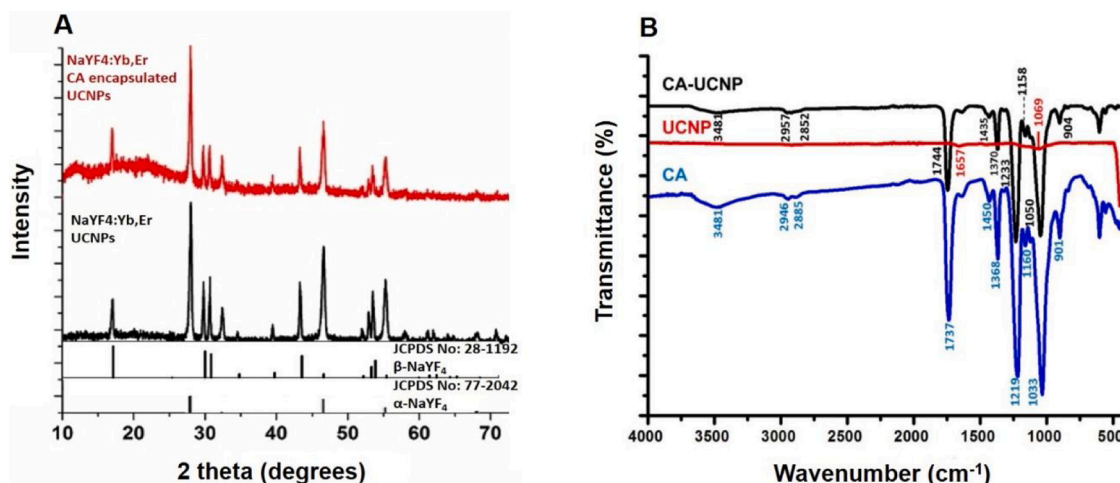 A
NaYF4:Yb,Er
CA encapsulated
UCNPs
NaYF4:Yb,Er
UCNPs
JCPDS No: 28-1192
β-NaYF₄
JCPDS No: 77-2042
α-NaYF₄
Intensity
10 20 30 40 50 60 70
2 theta (degrees)
B
CA-UCNP
UCNP
CA
3481
2957
2852
1744
1657
1435
1370
1233
1158
1069
1050
904
3481
2946
2885
1737
1450
1368
1219
1160
1033
901
Transmittance (%)
4000 3500 3000 2500 2000 1500 1000 500
Wavenumber (cm⁻¹)